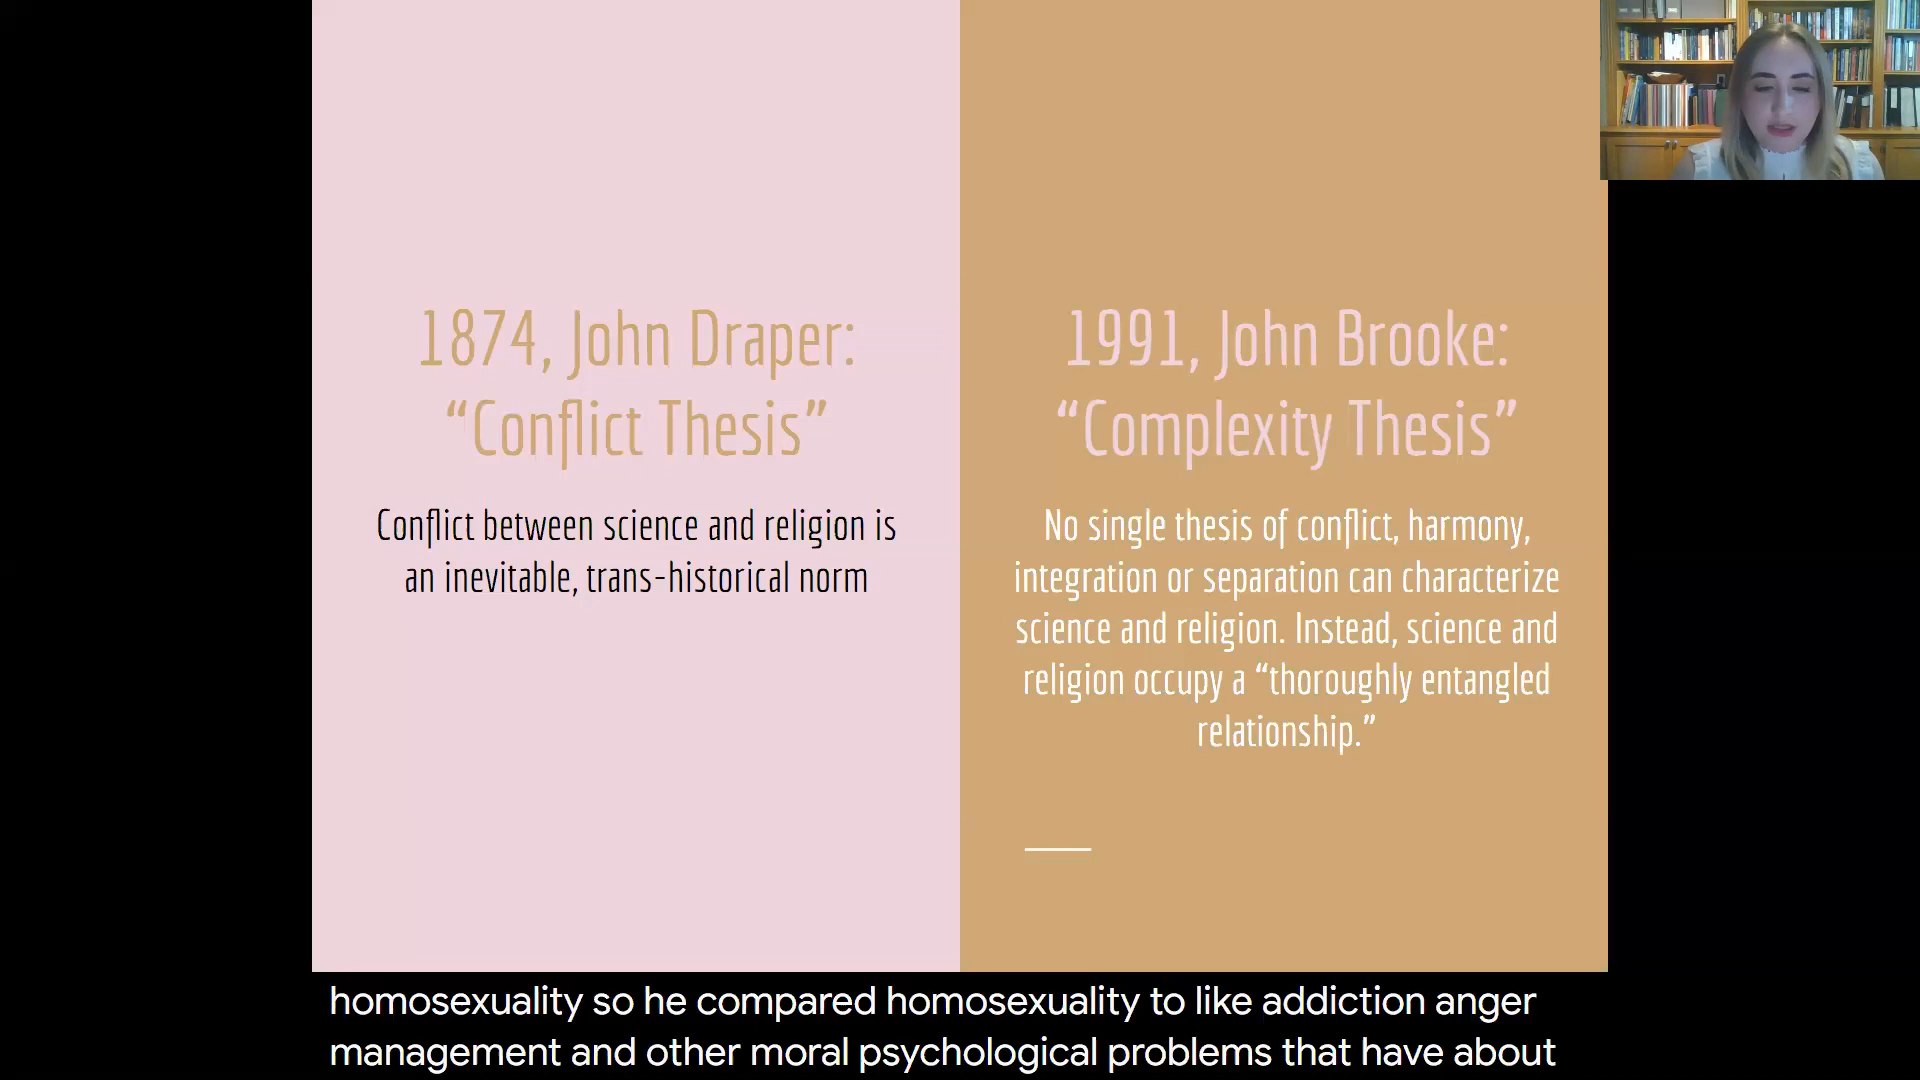 1874, John Draper:
“Conflict Thesis”
Conflict between science and religion is
an inevitable, trans-historical norm
1991, John Brooke:
“Complexity Thesis”
No single thesis of conflict, harmony,
integration or separation can characterize
science and religion. Instead, science and
religion occupy a “thoroughly entangled
relationship.”
homosexuality so he compared homosexuality to like addiction anger
management and other moral psychological problems that have about